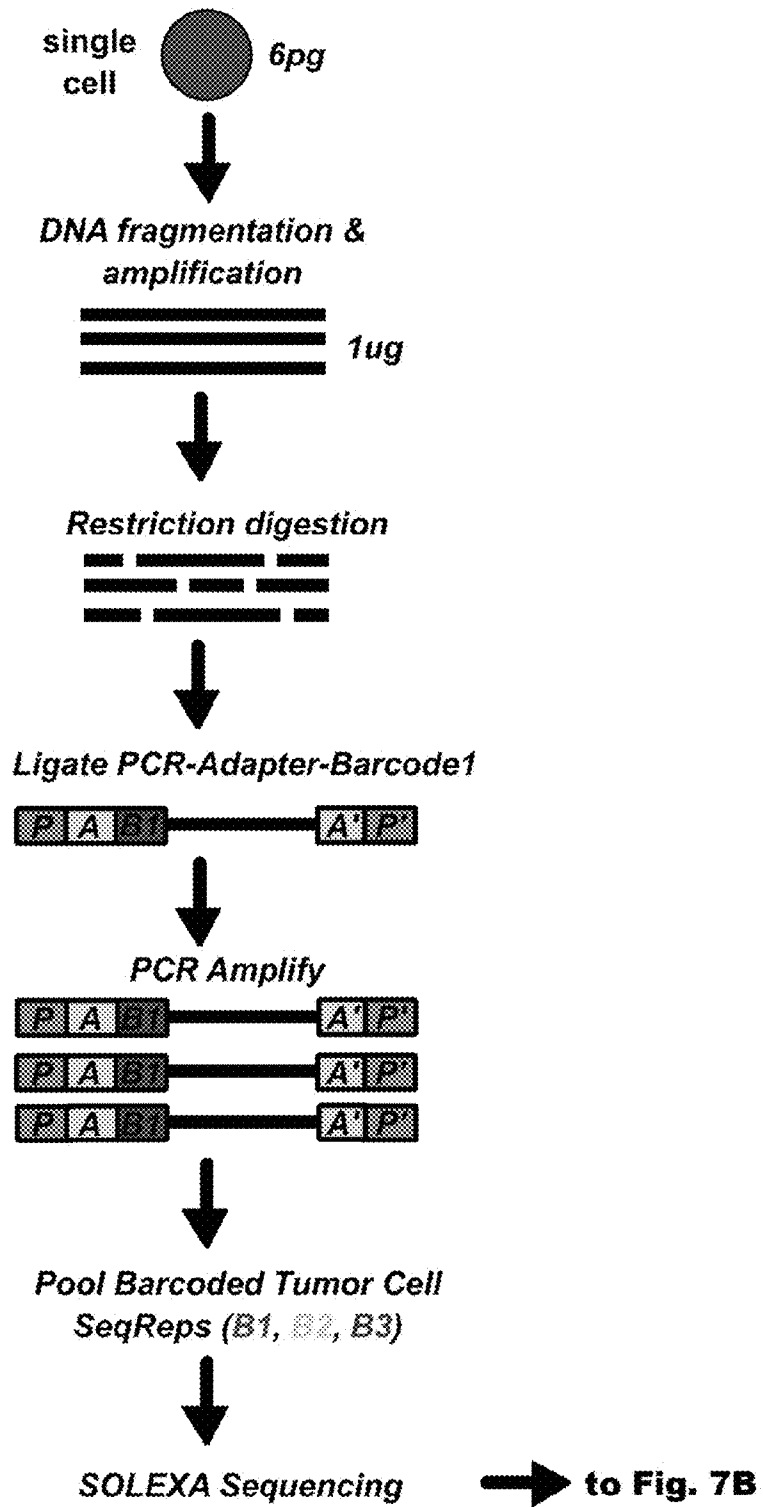 single
cell
6pg
DNA fragmentation &
amplification
1ug
Restriction digestion
Ligate PCR-Adapter-Barcode1
P A B1 A' P'
PCR Amplify
P A B1 A' P'
P A B1 A' P'
P A B1 A' P'
Pool Barcoded Tumor Cell
SeqReps (B1, B2, B3)
SOLEXA Sequencing
to Fig. 7B